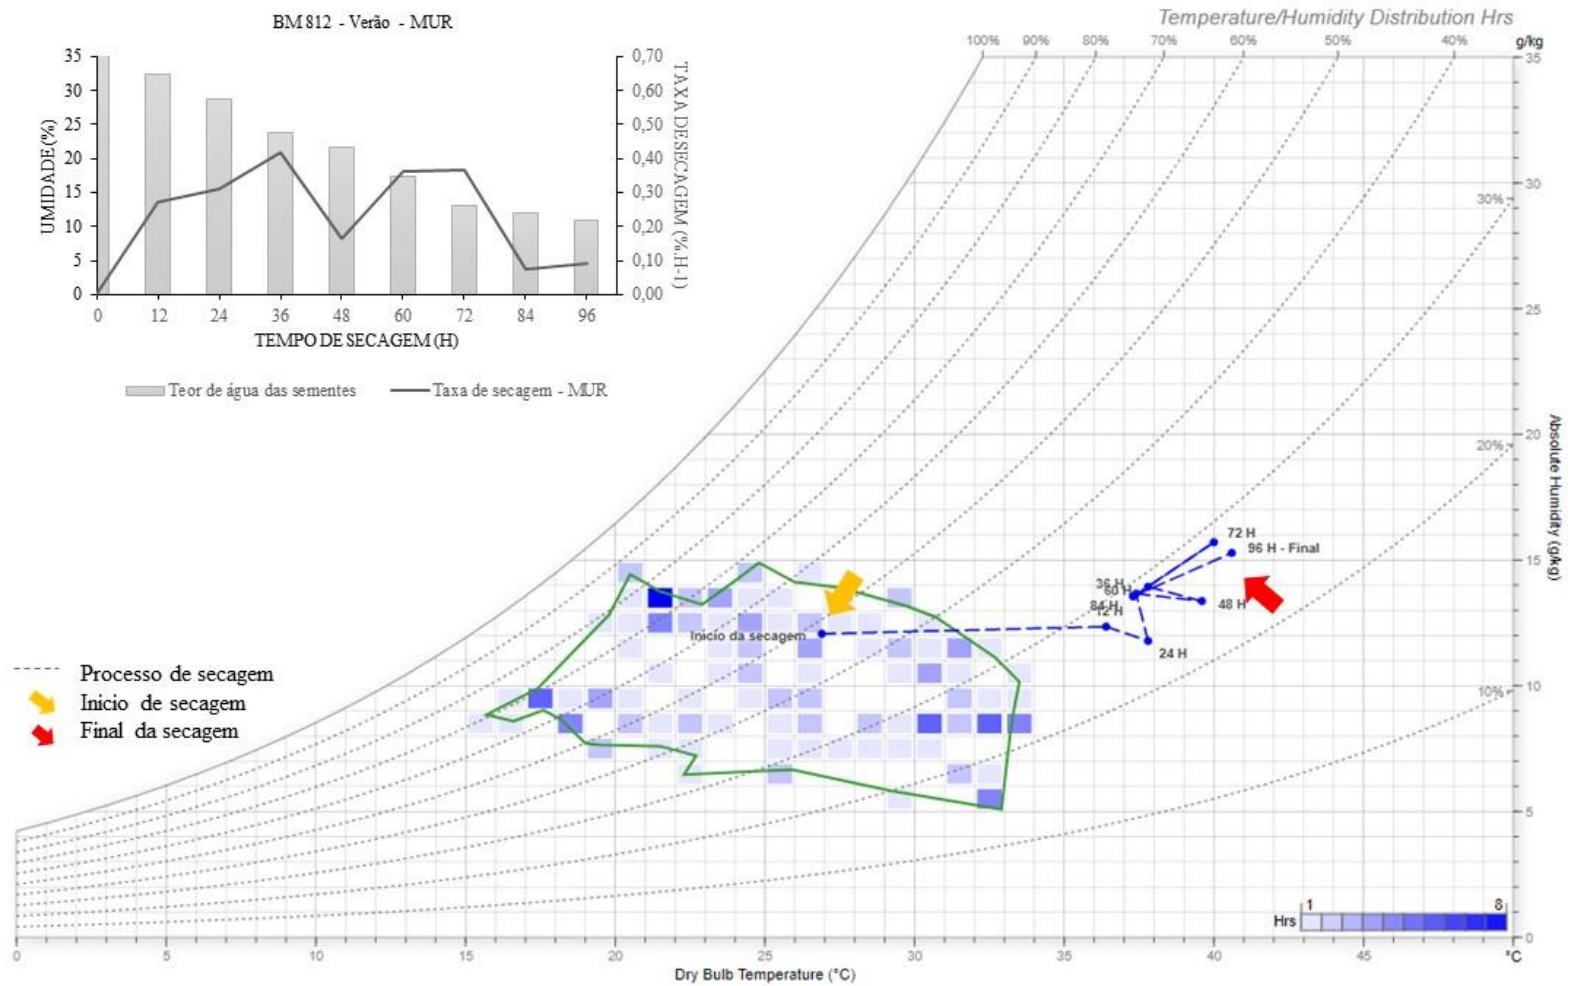 BM 812 - Verão - MUR
Temperature/Humidity Distribution Hrs
100% 90% 80% 70% 60% 50% 40%
g/kg
35 0,70
30 0,60
25 0,50
20 0,40
15 0,30
10 0,20
5 0,10
0 0,00
UMIDADE (%)
TAXA DE SECAGEM (%.H-1)
0 12 24 36 48 60 72 84 96
TEMPO DE SECAGEM (H)
Teor de água das sementes
Taxa de secagem - MUR
35
30
25
20
15
10
5
0
30%
20%
10%
Absolute Humidity (g/kg)
72 H
96 H - Final
36 H
60 H
84 H
12 H
48 H
24 H
Início da secagem
Processo de secagem
Inicio de secagem
Final da secagem
1 8
Hrs
0 5 10 15 20 25 30 35 40 45 °C
Dry Bulb Temperature (°C)